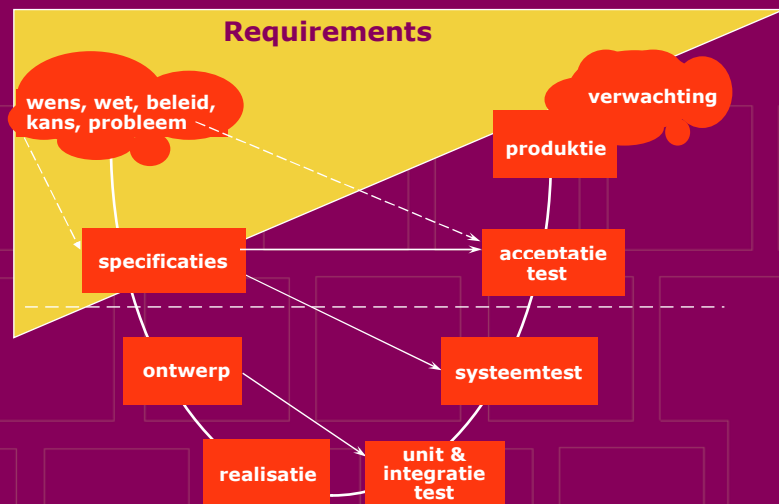 Requirements
wens, wet, beleid,
kans, probleem
verwachting
produktie
specificaties
acceptatie
test
ontwerp
systeemtest
realisatie
unit &
integratie
test